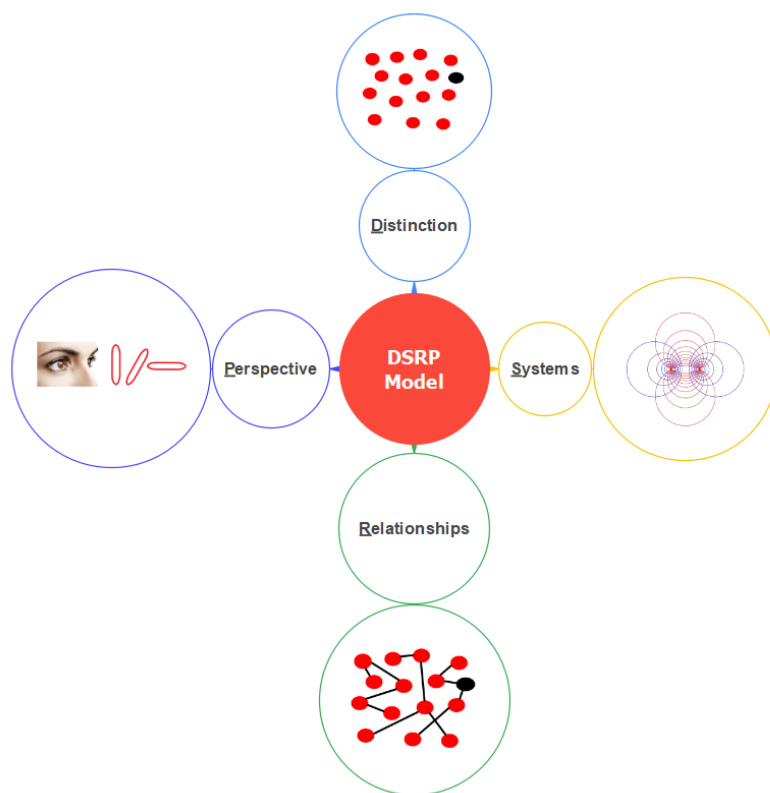 Distinction
Perspective
DSRP
Model
Systems
Relationships